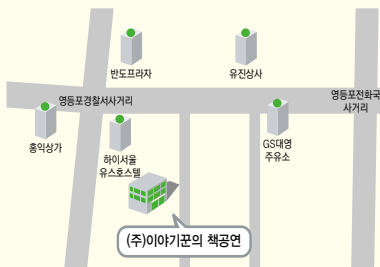 반도프라자
유진상사
영등포경찰서사거리
영등포전화국
사거리
홍익상가
하이서울
유스호스텔
GS대영
주유소
(주)이야기꾼의 책공연